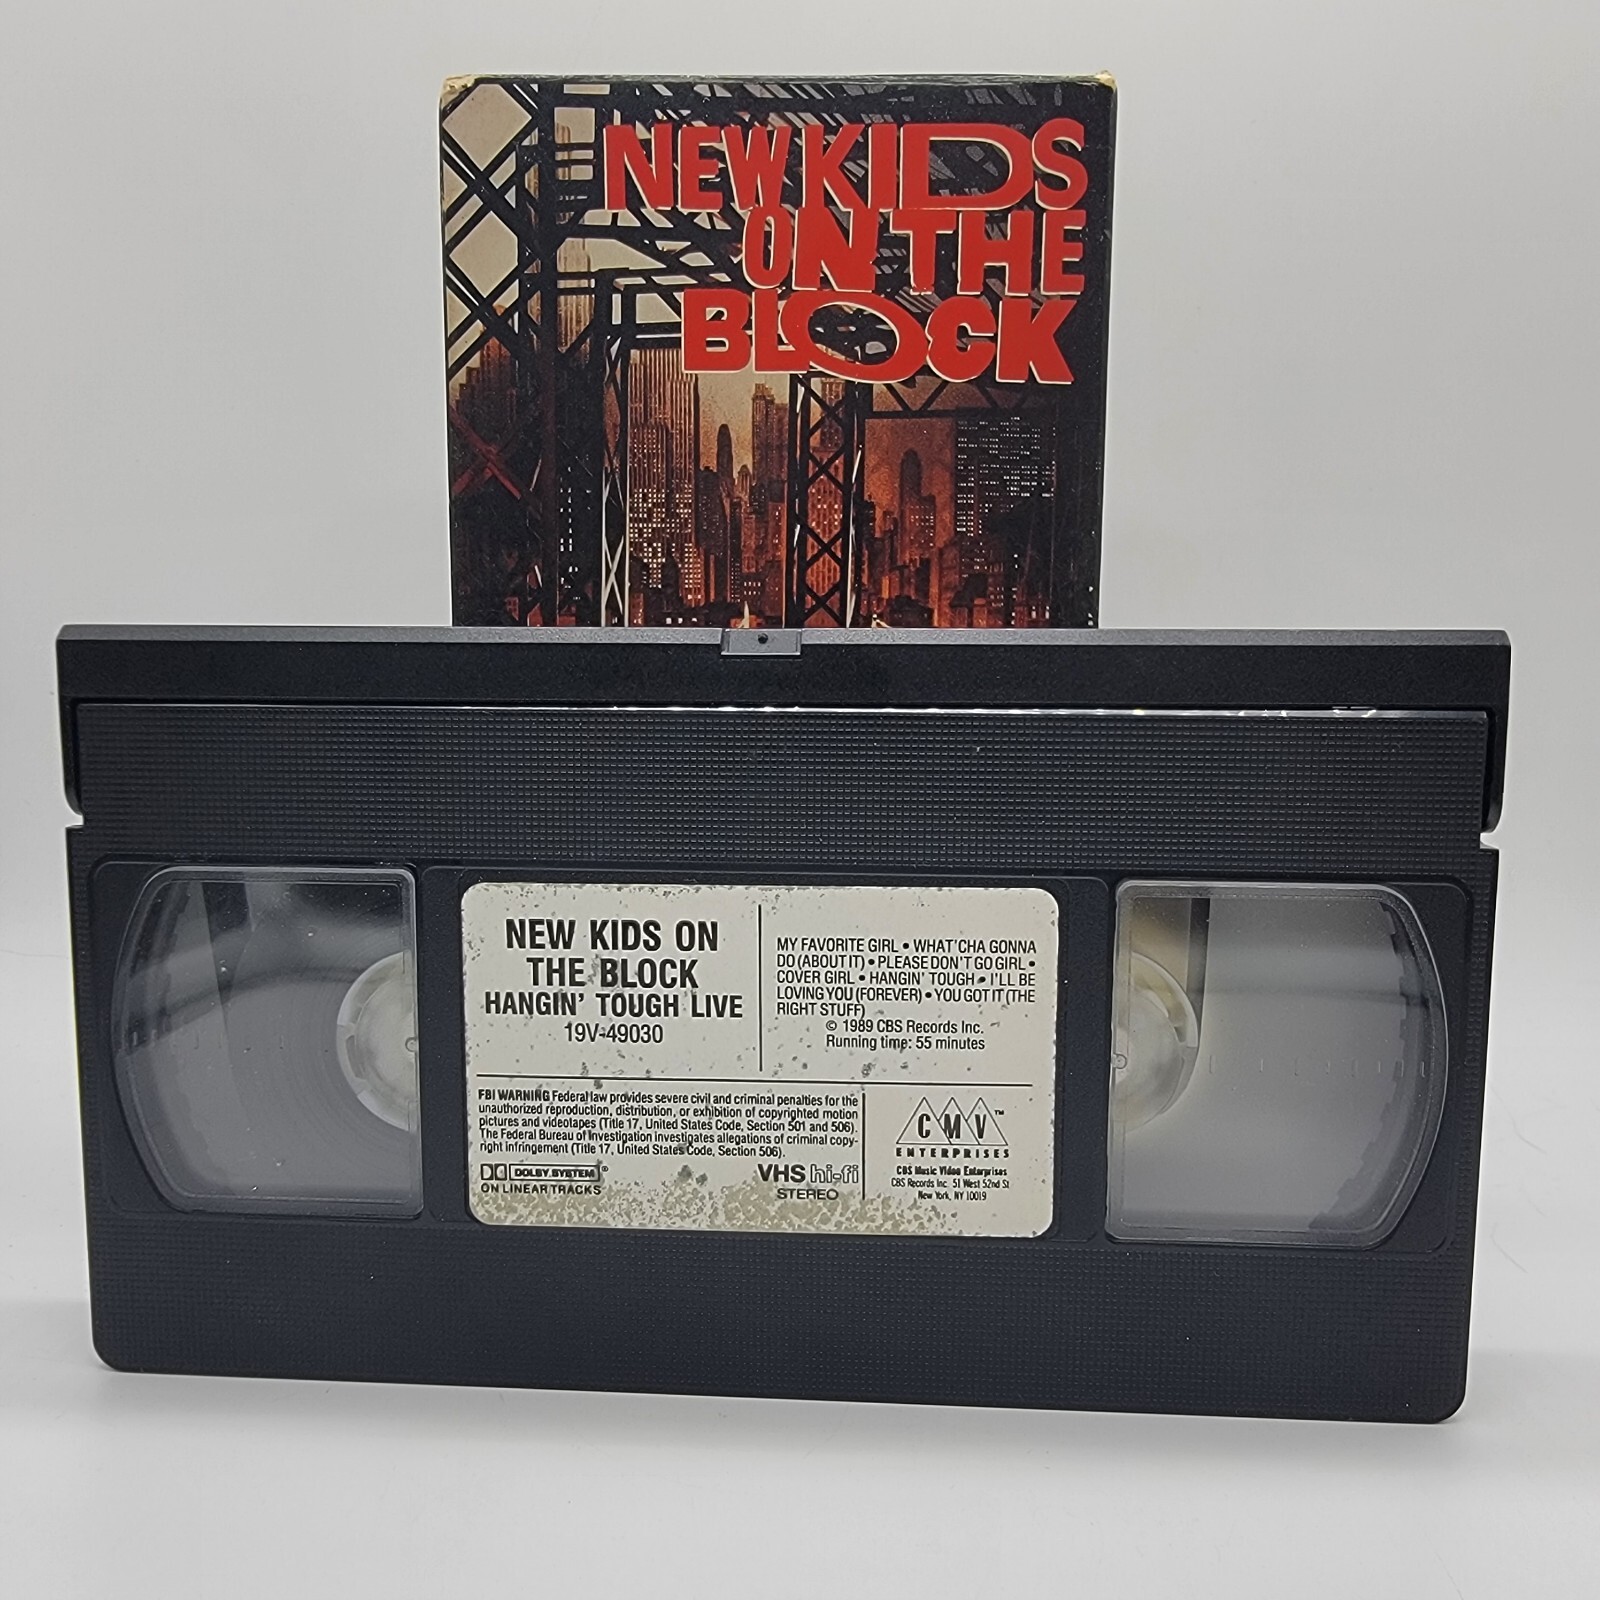 NEW KIDS
ON THE
BLOCK
NEW KIDS ON
THE BLOCK
HANGIN' TOUGH LIVE
19V-49030
MY FAVORITE GIRL • WHAT'CHA GONNA
DO (ABOUT IT) • PLEASE DON'T GO GIRL •
COVER GIRL • HANGIN' TOUGH • I'LL BE
LOVING YOU (FOREVER) • YOU GOT IT (THE
RIGHT STUFF)
© 1989 CBS Records Inc.
Running time: 55 minutes
FBI WARNING Federal law provides severe civil and criminal penalties for the
unauthorized reproduction, distribution, or exhibition of copyrighted motion
pictures and videotapes (Title 17, United States Code, Section 501 and 506).
The Federal Bureau of Investigation investigates allegations of criminal copy-
right infringement (Title 17, United States Code, Section 506).
DOLBY SYSTEM®
ON LINEAR TRACKS
VHS hi-fi
STEREO
CMV™
ENTERPRISES
CBS Music Video Enterprises
CBS Records Inc. 51 West 52nd St
New York, NY 10019